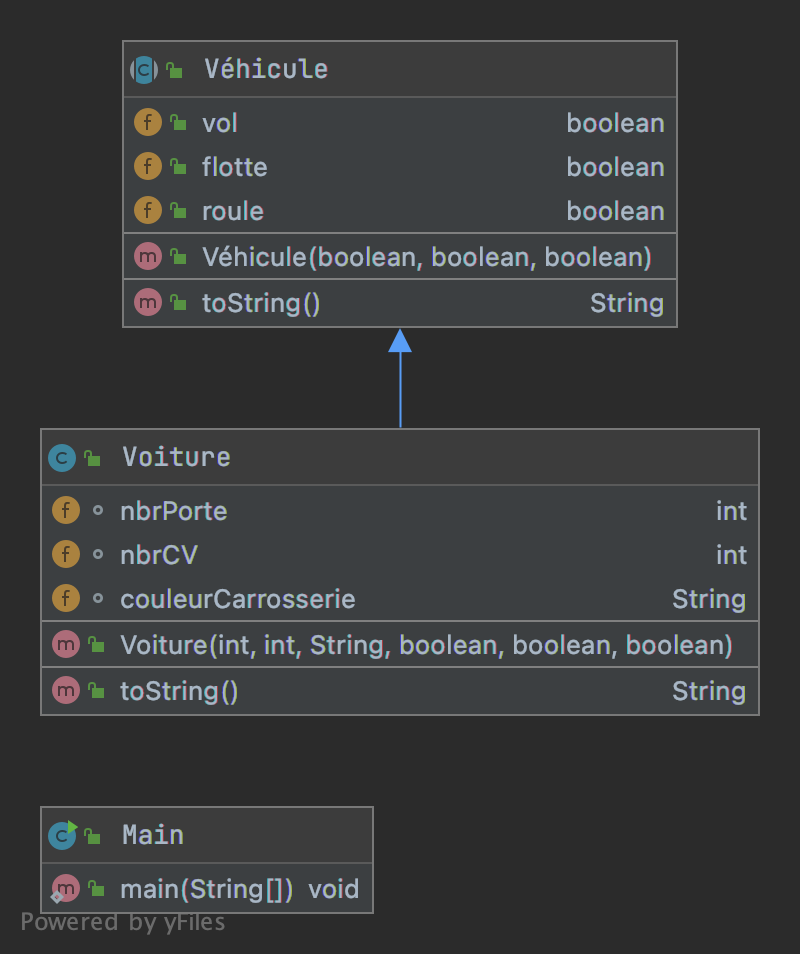 Véhicule
vol boolean
flotte boolean
roule boolean
Véhicule(boolean, boolean, boolean)
toString() String
Voiture
nbrPorte int
nbrCV int
couleurCarrosserie String
Voiture(int, int, String, boolean, boolean, boolean)
toString() String
Main
main(String[]) void
Powered by yFiles